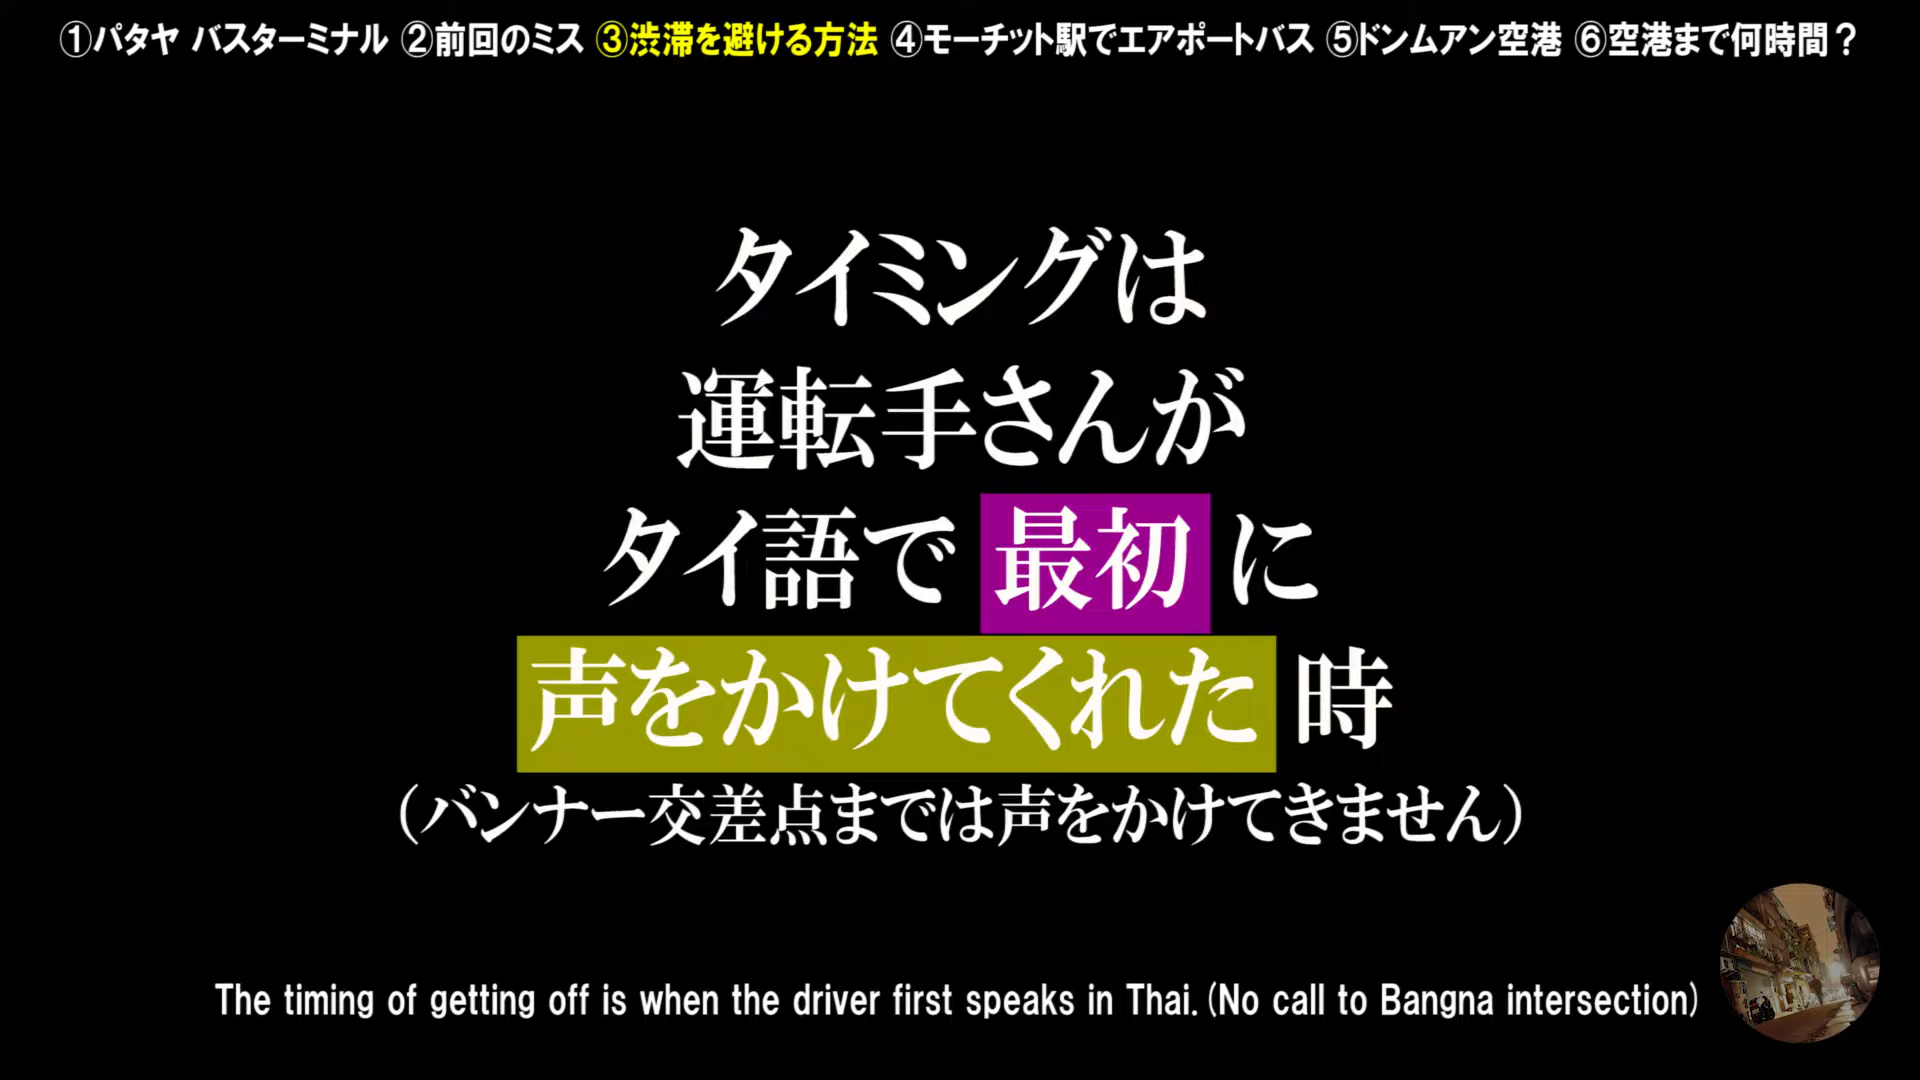 ①パタヤ バスターミナル ②前回のミス ③渋滞を避ける方法 ④モーチット駅でエアポートバス ⑤ドンムアン空港 ⑥空港まで何時間？
タイミングは
運転手さんが
タイ語で 最初 に
声をかけてくれた 時
（バンナー交差点までは声をかけてきません）
The timing of getting off is when the driver first speaks in Thai.(No call to Bangna intersection)